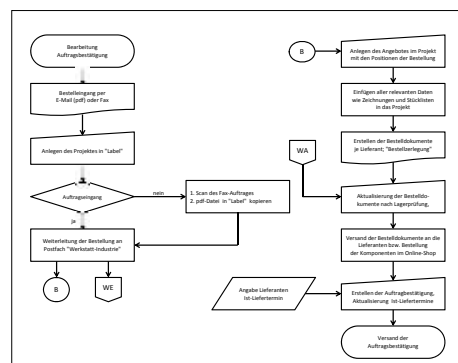 Bearbeitung
Auftragsbestätigung
Bestelleingang per
E-Mail (pdf) oder Fax
Anlegen des Projektes in "Label"
Auftragseingang
nein
1. Scan des Fax-Auftrages
2. pdf-Datei in "Label" kopieren
ja
Weiterleitung der Bestellung an
Postfach "Werkstatt-Industrie"
B
WE
B
Anlegen des Angebotes im Projekt
mit den Positionen der Bestellung
Einfügen aller relevanten Daten
wie Zeichnungen und Stücklisten
in das Projekt
Erstellen der Bestelldokumente
je Lieferant; "Bestellzerlegung"
WA
Aktualisierung der Bestelldo-
kumente nach Lagerprüfung,
Versand der Bestelldokumente an die
Lieferanten bzw. Bestellung
der Komponenten im Online-Shop
Angabe Lieferanten
Ist-Liefertermin
Erstellen der Auftragbestätigung,
Aktualisierung Ist-Liefertermine
Versand der
Auftragsbestätigung